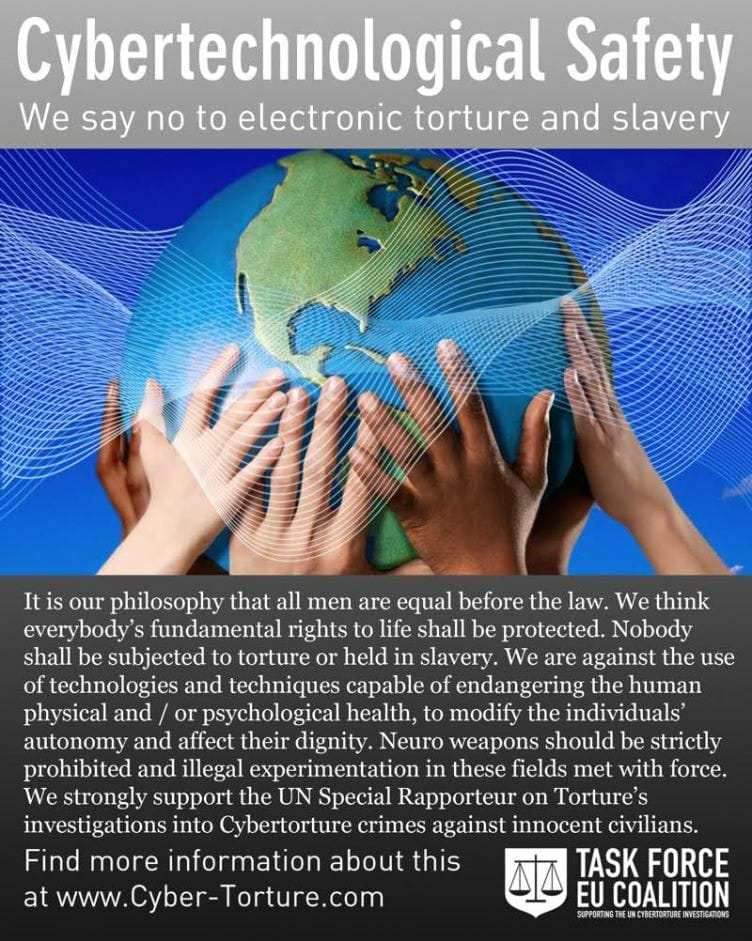 Cybertechnological Safety
We say no to electronic torture and slavery
It is our philosophy that all men are equal before the law. We think
everybody's fundamental rights to life shall be protected. Nobody
shall be subjected to torture or held in slavery. We are against the use
of technologies and techniques capable of endangering the human
physical and / or psychological health, to modify the individuals'
autonomy and affect their dignity. Neuro weapons should be strictly
prohibited and illegal experimentation in these fields met with force.
We strongly support the UN Special Rapporteur on Torture's
investigations into Cybertorture crimes against innocent civilians.
Find more information about this
at www.Cyber-Torture.com
TASK FORCE
EU COALITION
SUPPORTING THE UN CYBERTORTURE INVESTIGATIONS